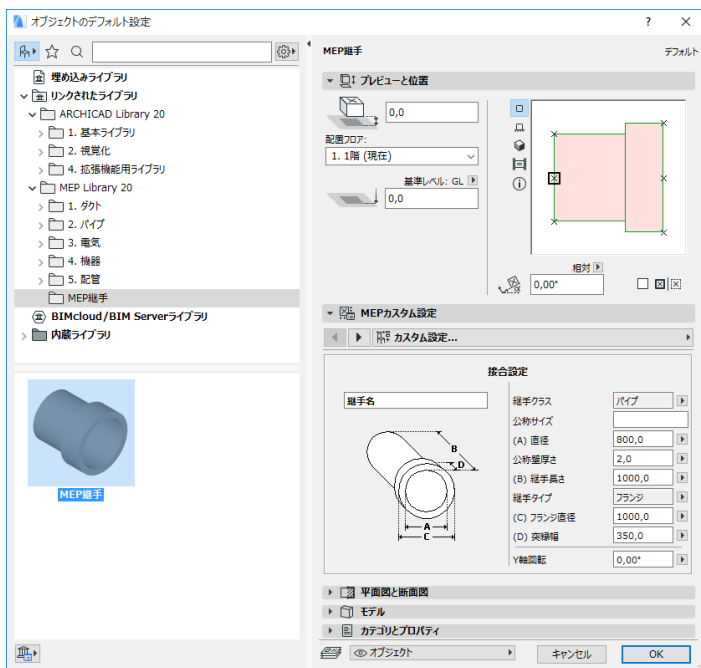 オブジェクトのデフォルト設定
埋め込みライブラリ
リンクされたライブラリ
ARCHICAD Library 20
1. 基本ライブラリ
2. 視覚化
4. 拡張機能用ライブラリ
MEP Library 20
1. ダクト
2. パイプ
3. 電気
4. 機器
5. 配管
MEP継手
BIMcloud/BIM Serverライブラリ
内蔵ライブラリ
MEP継手
MEP継手
デフォルト
プレビューと位置
0,0
配置フロア:
1. 1階 (現在)
基準レベル: GL
0,0
相対
0,00°
MEPカスタム設定
カスタム設定...
接合設定
継手名
B
D
A
C
継手クラス パイプ
公称サイズ
(A) 直径 800,0
公称壁厚さ 2,0
(B) 継手長さ 1000,0
継手タイプ フランジ
(C) フランジ直径 1000,0
(D) 突縁幅 350,0
Y軸回転 0,00°
平面図と断面図
モデル
カテゴリとプロパティ
オブジェクト
キャンセル
OK